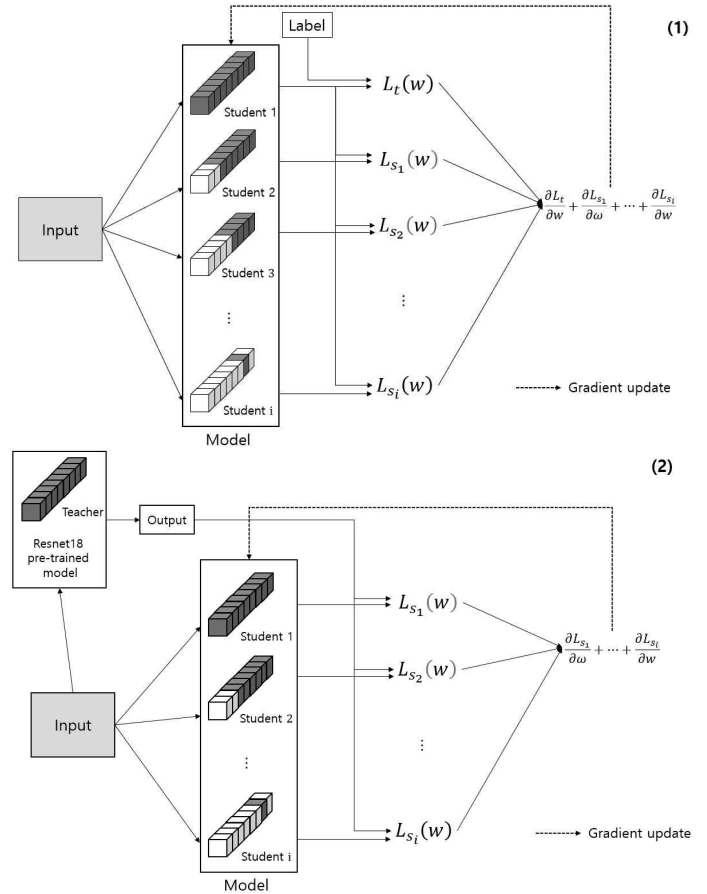 (1)
Label
Student 1
Student 2
Student 3
⋮
Student i
Model
Input
L_t(w)
L_{s_1}(w)
L_{s_2}(w)
⋮
L_{s_i}(w)
∂L_t/∂w + ∂L_{s_1}/∂ω + ⋯ + ∂L_{s_i}/∂w
Gradient update
(2)
Teacher
Resnet18
pre-trained
model
Output
Input
Student 1
Student 2
⋮
Student i
Model
L_{s_1}(w)
L_{s_2}(w)
⋮
L_{s_i}(w)
∂L_{s_1}/∂ω + ⋯ + ∂L_{s_i}/∂w
Gradient update